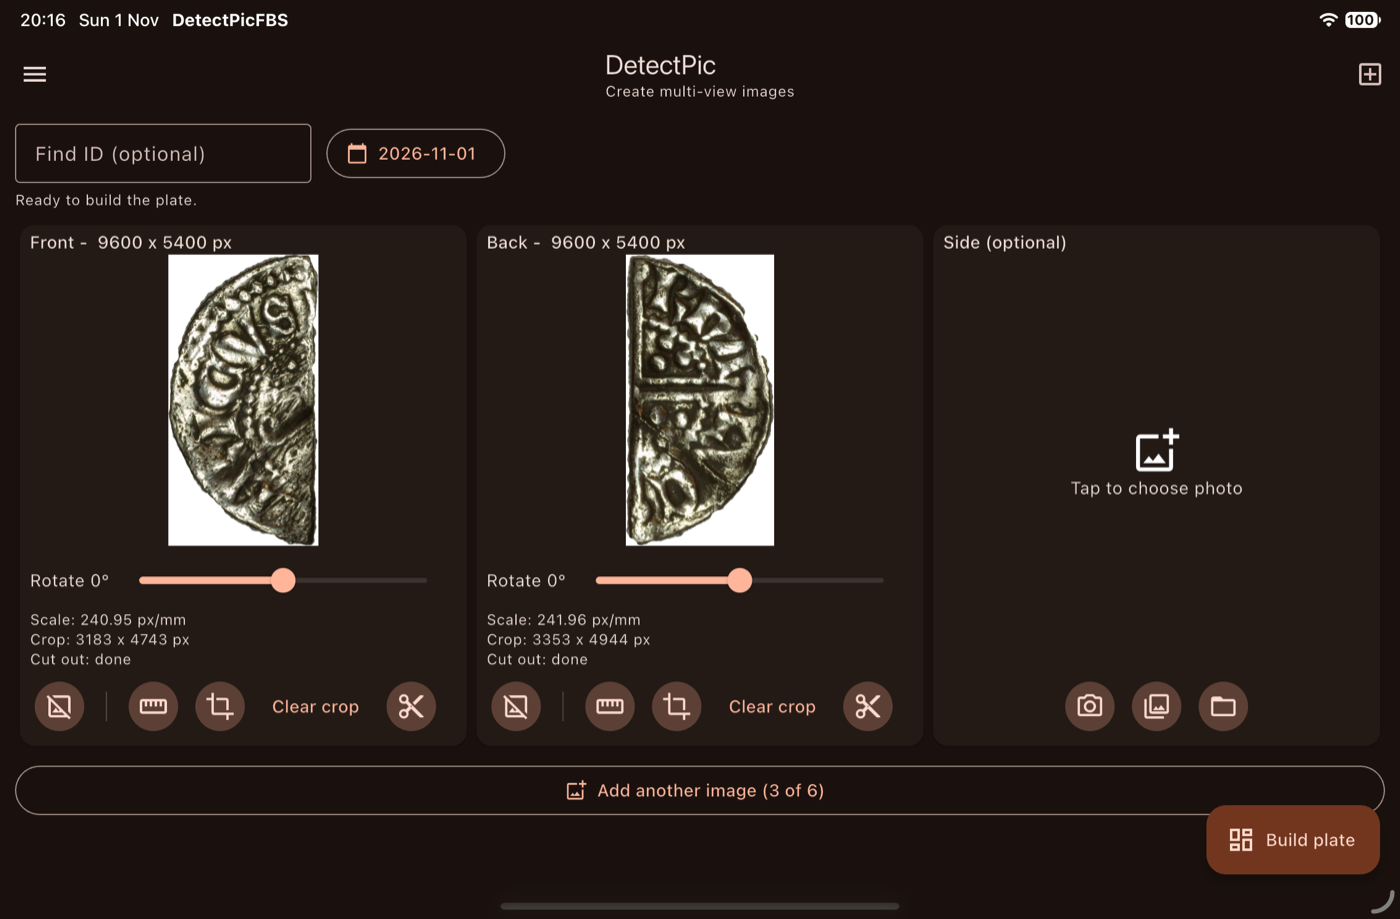 20:16 Sun 1 Nov DetectPicFBS
100
DetectPic
Create multi-view images
Find ID (optional)
2026-11-01
Ready to build the plate.
Front - 9600 x 5400 px
Back - 9600 x 5400 px
Side (optional)
Tap to choose photo
Rotate 0°
Rotate 0°
Scale: 240.95 px/mm
Crop: 3183 x 4743 px
Cut out: done
Scale: 241.96 px/mm
Crop: 3353 x 4944 px
Cut out: done
Clear crop
Clear crop
Add another image (3 of 6)
Build plate